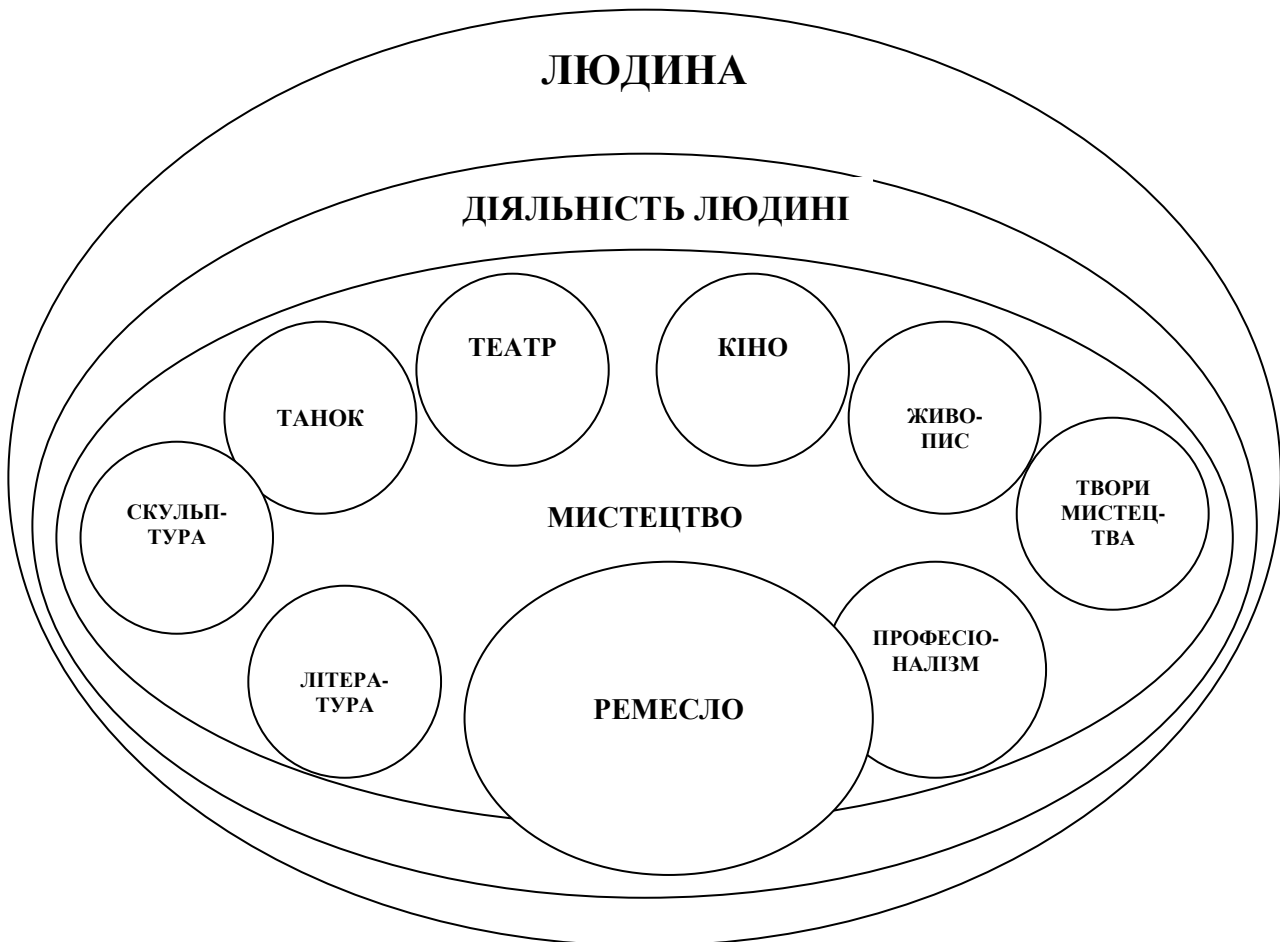 ЛЮДИНА
ДІЯЛЬНІСТЬ ЛЮДИНІ
ТЕАТР
КІНО
ТАНОК
ЖИВО-
ПИС
СКУЛЬП-
ТУРА
МИСТЕЦТВО
ТВОРИ
МИСТЕЦ-
ТВА
ЛІТЕРА-
ТУРА
РЕМЕСЛО
ПРОФЕСІО-
НАЛІЗМ